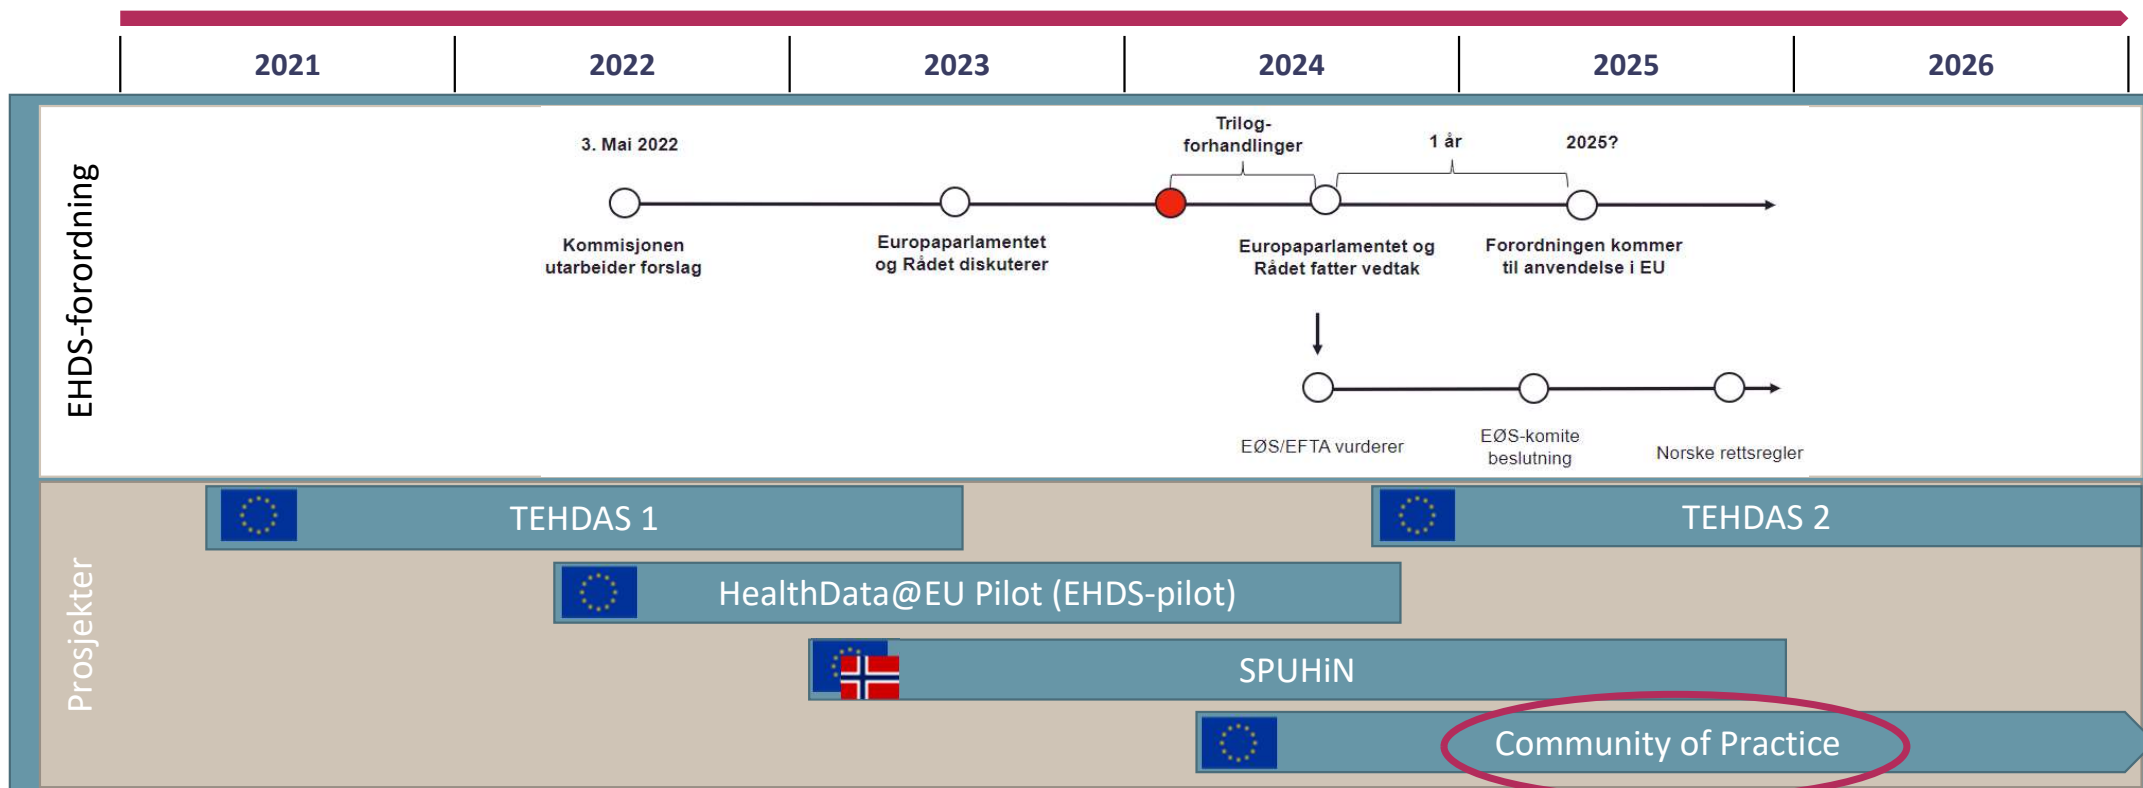 2021
2022
2023
2024
2025
2026
EHDS-forordning
3. Mai 2022
Trilog-
forhandlinger
1 år
2025?
Kommisjonen
utarbeider forslag
Europaparlamentet
og Rådet diskuterer
Europaparlamentet og
Rådet fatter vedtak
Forordningen kommer
til anvendelse i EU
EØS/EFTA vurderer
EØS-komite
beslutning
Norske rettsregler
Prosjekter
TEHDAS 1
TEHDAS 2
HealthData@EU Pilot (EHDS-pilot)
SPUHiN
Community of Practice